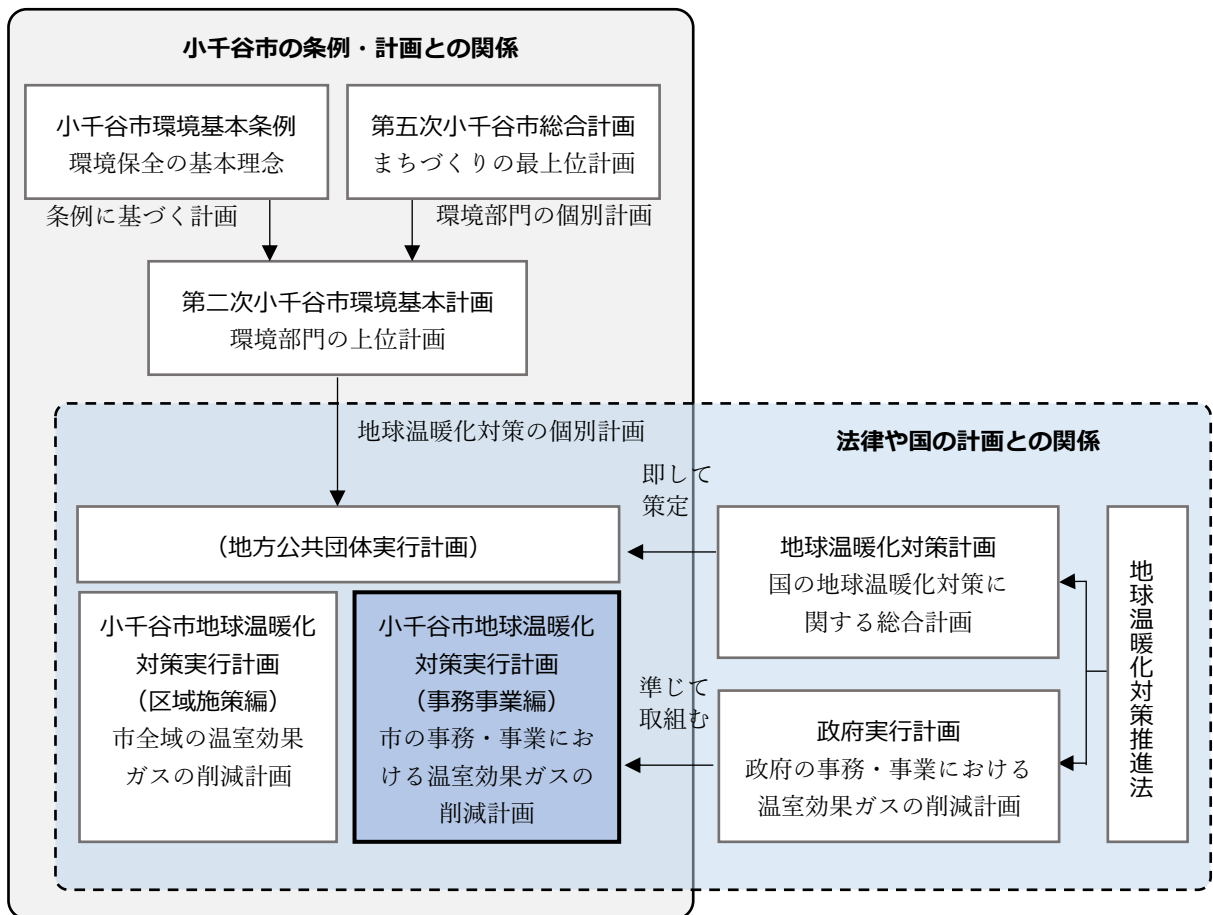 小千谷市の条例・計画との関係
小千谷市環境基本条例
環境保全の基本理念
第五次小千谷市総合計画
まちづくりの最上位計画
条例に基づく計画
環境部門の個別計画
第二次小千谷市環境基本計画
環境部門の上位計画
地球温暖化対策の個別計画
法律や国の計画との関係
即して
策定
（地方公共団体実行計画）
地球温暖化対策計画
国の地球温暖化対策に
関する総合計画
地球温暖化対策推進法
小千谷市地球温暖化
対策実行計画
（区域施策編）
市全域の温室効果
ガスの削減計画
小千谷市地球温暖化
対策実行計画
（事務事業編）
市の事務・事業にお
ける温室効果ガスの
削減計画
準じて
取組む
政府実行計画
政府の事務・事業における
温室効果ガスの削減計画